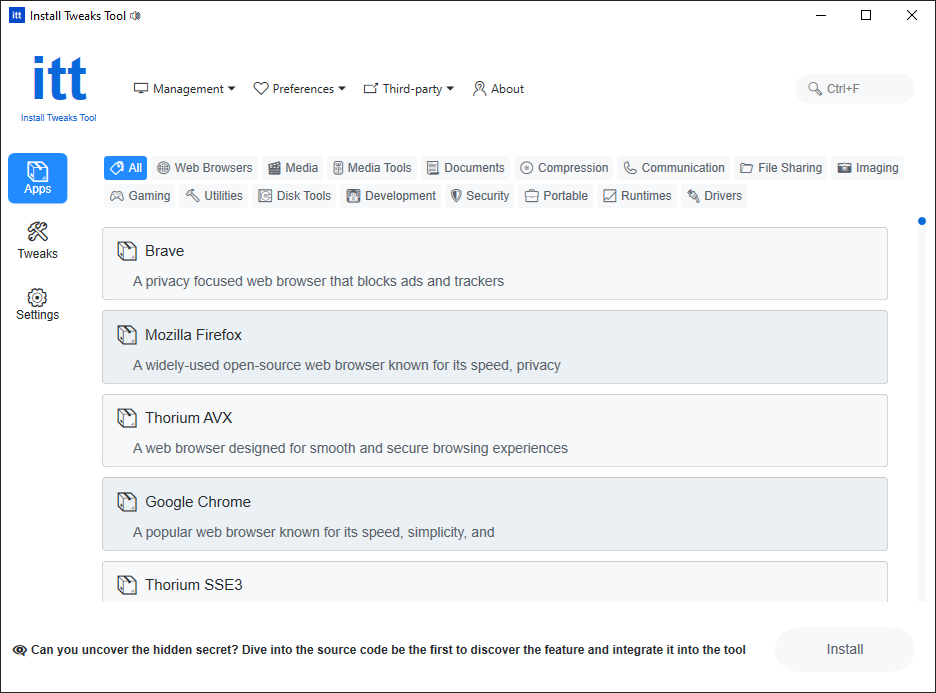 itt Install Tweaks Tool
itt
Install Tweaks Tool
Management Preferences Third-party About
Ctrl+F
Apps
Tweaks
Settings
All Web Browsers Media Media Tools Documents Compression Communication File Sharing Imaging
Gaming Utilities Disk Tools Development Security Portable Runtimes Drivers
Brave
A privacy focused web browser that blocks ads and trackers
Mozilla Firefox
A widely-used open-source web browser known for its speed, privacy
Thorium AVX
A web browser designed for smooth and secure browsing experiences
Google Chrome
A popular web browser known for its speed, simplicity, and
Thorium SSE3
Can you uncover the hidden secret? Dive into the source code be the first to discover the feature and integrate it into the tool
Install